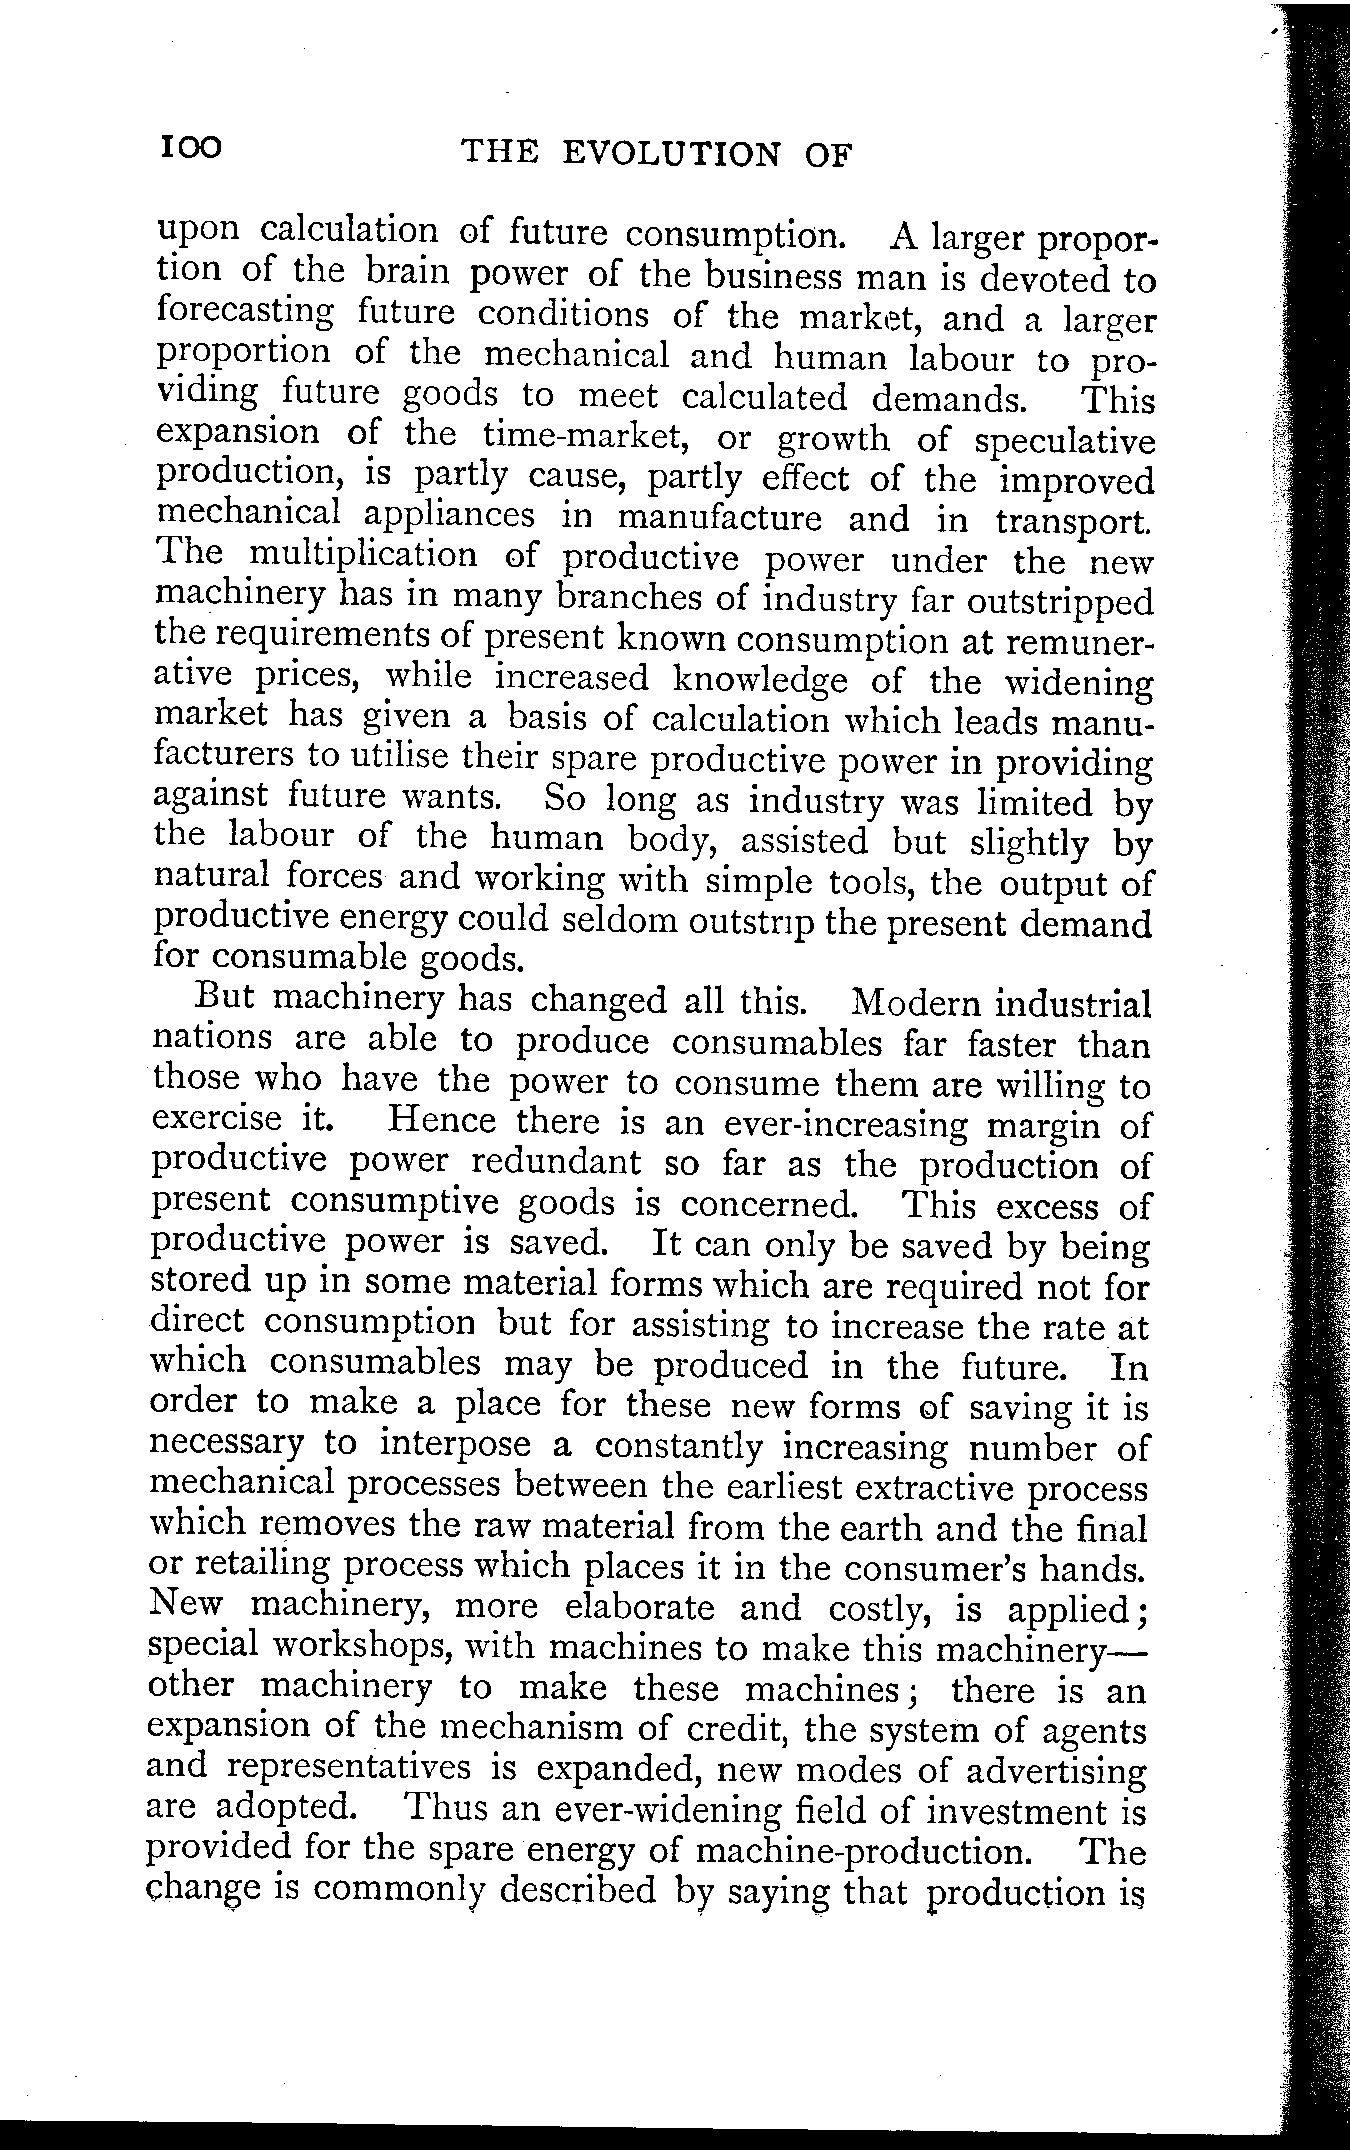 100 THE EVOLUTION OF
upon calculation of future consumption. A larger propor-
tion of the brain power of the business man is devoted to
forecasting future conditions of the market, and a larger
proportion of the mechanical and human labour to pro-
viding future goods to meet calculated demands. This
expansion of the time-market, or growth of speculative
production, is partly cause, partly effect of the improved
mechanical appliances in manufacture and in transport.
The multiplication of productive power under the new
machinery has in many branches of industry far outstripped
the requirements of present known consumption at remuner-
ative prices, while increased knowledge of the widening
market has given a basis of calculation which leads manu-
facturers to utilise their spare productive power in providing
against future wants. So long as industry was limited by
the labour of the human body, assisted but slightly by
natural forces and working with simple tools, the output of
productive energy could seldom outstrip the present demand
for consumable goods.
But machinery has changed all this. Modern industrial
nations are able to produce consumables far faster than
those who have the power to consume them are willing to
exercise it. Hence there is an ever-increasing margin of
productive power redundant so far as the production of
present consumptive goods is concerned. This excess of
productive power is saved. It can only be saved by being
stored up in some material forms which are required not for
direct consumption but for assisting to increase the rate at
which consumables may be produced in the future. In
order to make a place for these new forms of saving it is
necessary to interpose a constantly increasing number of
mechanical processes between the earliest extractive process
which removes the raw material from the earth and the final
or retailing process which places it in the consumer's hands.
New machinery, more elaborate and costly, is applied;
special workshops, with machines to make this machinery—
other machinery to make these machines; there is an
expansion of the mechanism of credit, the system of agents
and representatives is expanded, new modes of advertising
are adopted. Thus an ever-widening field of investment is
provided for the spare energy of machine-production. The
change is commonly described by saying that production is